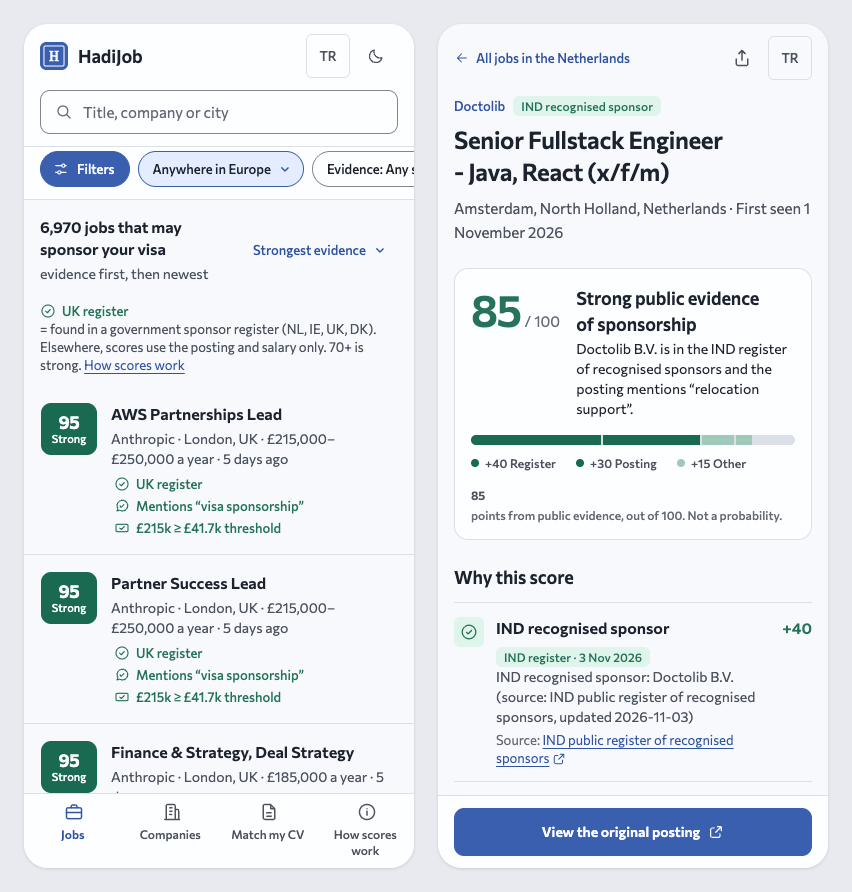 H HadiJob
TR
Title, company or city
Filters
Anywhere in Europe
Evidence: Any s
6,970 jobs that may
sponsor your visa
Strongest evidence
evidence first, then newest
UK register
= found in a government sponsor register (NL, IE, UK, DK).
Elsewhere, scores use the posting and salary only. 70+ is
strong. How scores work
95
Strong
AWS Partnerships Lead
Anthropic · London, UK · £215,000–
£250,000 a year · 5 days ago
UK register
Mentions “visa sponsorship”
£215k ≥ £41.7k threshold
95
Strong
Partner Success Lead
Anthropic · London, UK · £215,000–
£250,000 a year · 5 days ago
UK register
Mentions “visa sponsorship”
£215k ≥ £41.7k threshold
95
Strong
Finance & Strategy, Deal Strategy
Anthropic · London, UK · £185,000 a year · 5
Jobs
Companies
Match my CV
How scores
work
← All jobs in the Netherlands
TR
Doctolib
IND recognised sponsor
Senior Fullstack Engineer
- Java, React (x/f/m)
Amsterdam, North Holland, Netherlands · First seen 1
November 2026
85 / 100
Strong public evidence
of sponsorship
Doctolib B.V. is in the IND register
of recognised sponsors and the
posting mentions “relocation
support”.
+40 Register
+30 Posting
+15 Other
85
points from public evidence, out of 100. Not a probability.
Why this score
IND recognised sponsor
+40
IND register · 3 Nov 2026
IND recognised sponsor: Doctolib B.V.
(source: IND public register of recognised
sponsors, updated 2026-11-03)
Source: IND public register of recognised
sponsors
View the original posting